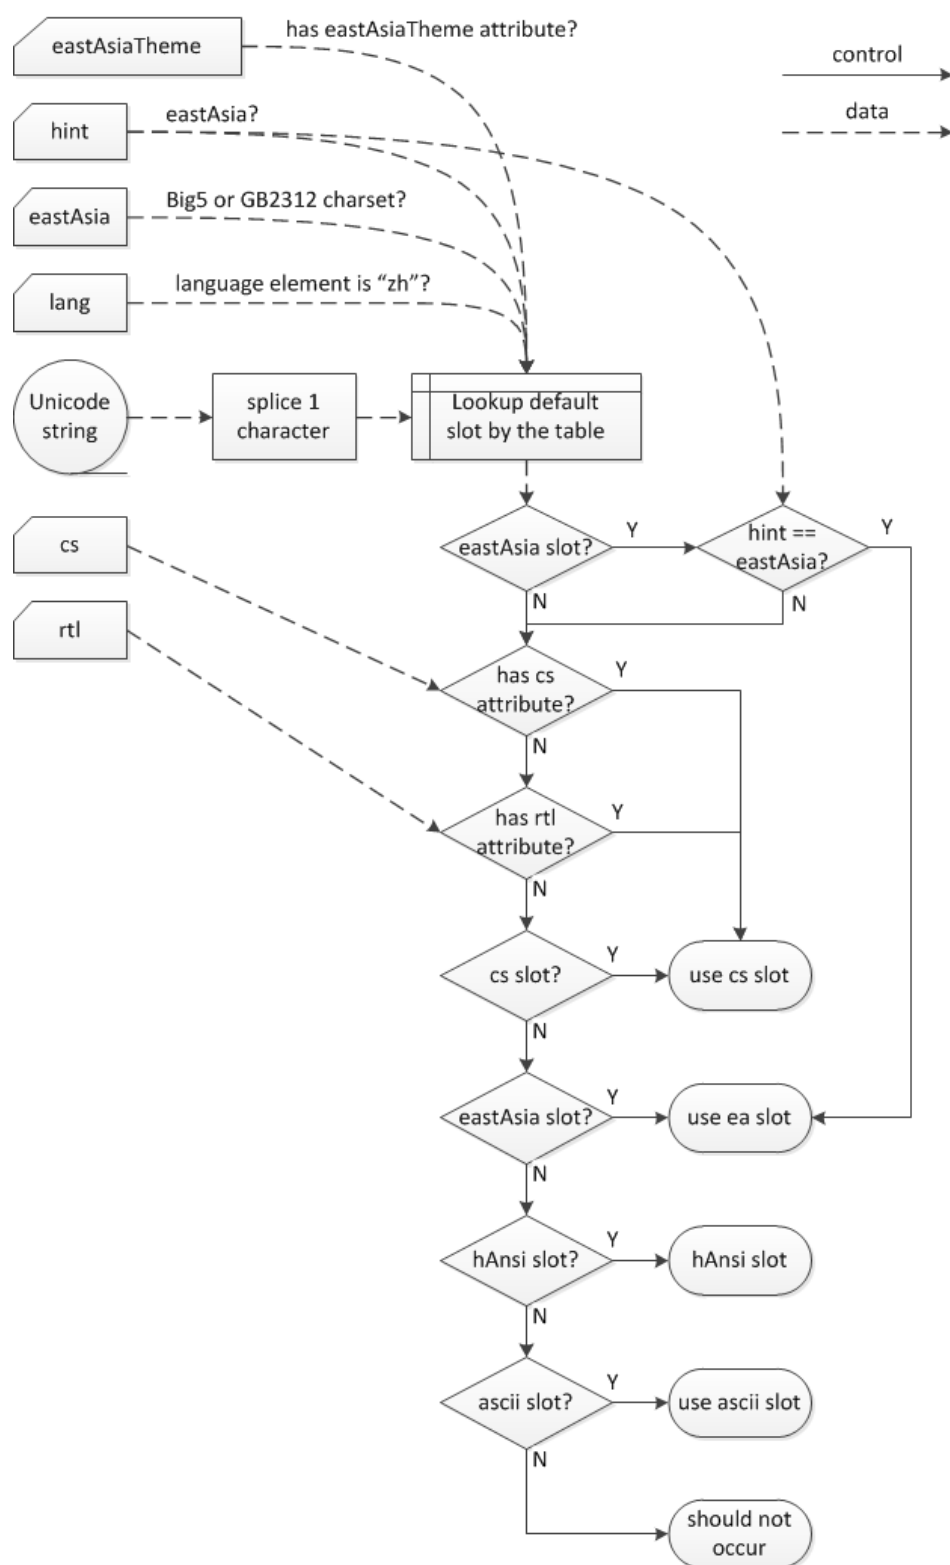 eastAsiaTheme
has eastAsiaTheme attribute?
control
hint
eastAsia?
data
eastAsia
Big5 or GB2312 charset?
lang
language element is “zh”?
Unicode
string
splice 1
character
Lookup default
slot by the table
cs
eastAsia slot?
Y
hint ==
eastAsia?
Y
N
N
rtl
has cs
attribute?
Y
N
has rtl
attribute?
Y
N
cs slot?
Y
use cs slot
N
eastAsia slot?
Y
use ea slot
N
hAnsi slot?
Y
hAnsi slot
N
ascii slot?
Y
use ascii slot
N
should not
occur